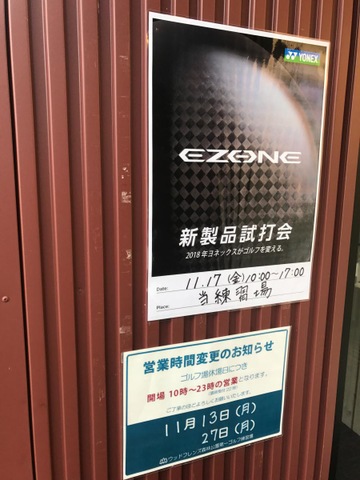 YONEX
EZONE
新製品試打会
2018年ヨネックスがゴルフを変える。
Date: 11.17(金)10:00〜17:00
Place: 当練習場
営業時間変更のお知らせ
ゴルフ場休場日につき
開場 10時〜23時の営業となります。
11月13日(月)
27日(月)